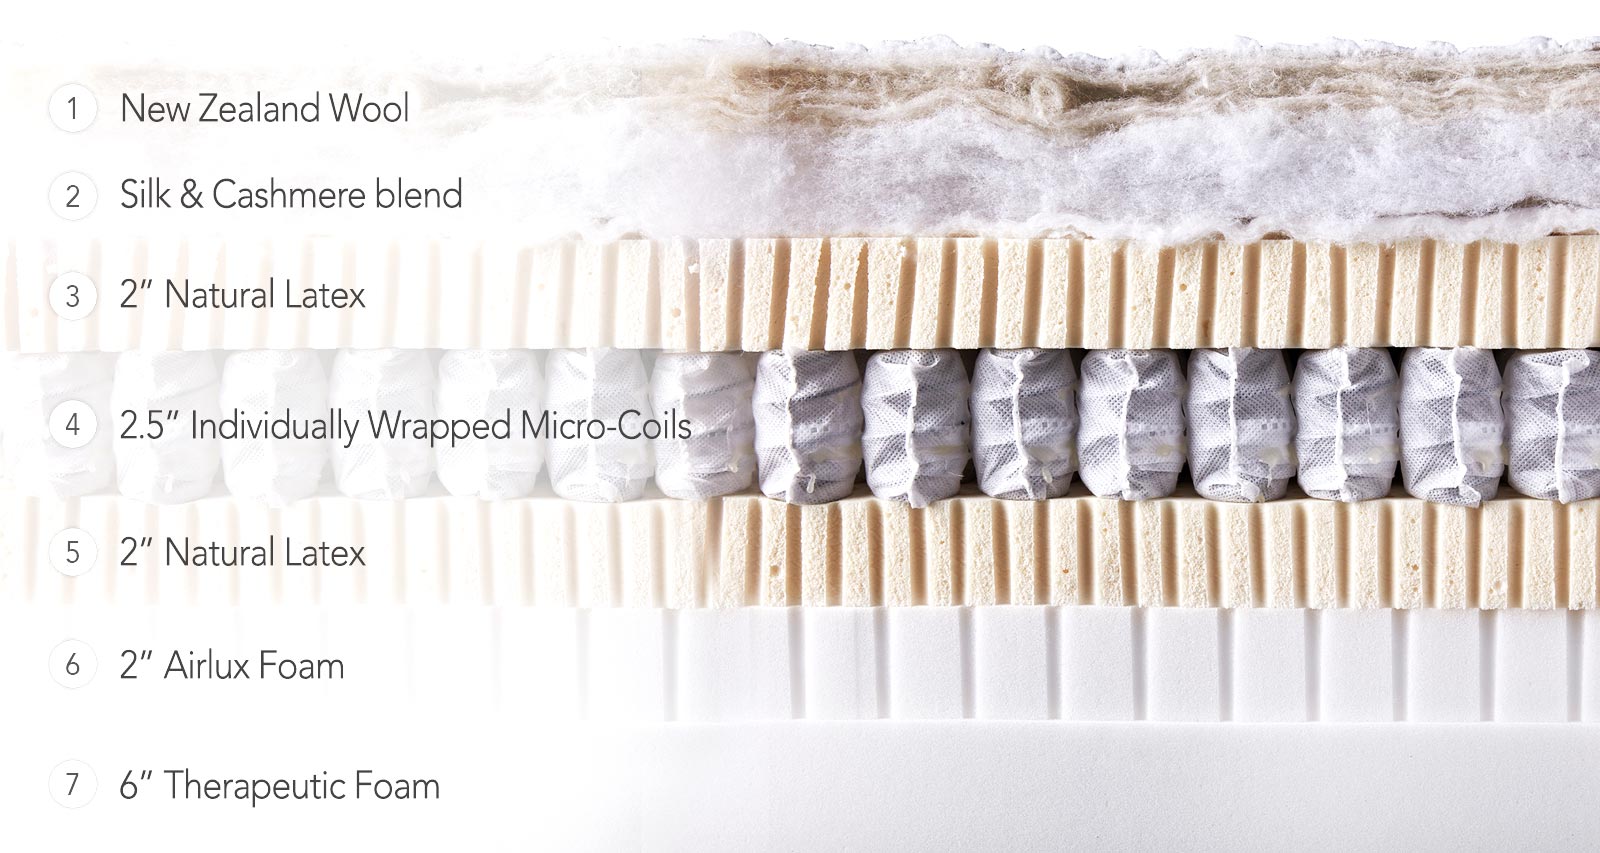 1 New Zealand Wool
2 Silk & Cashmere blend
3 2” Natural Latex
4 2.5” Individually Wrapped Micro-Coils
5 2” Natural Latex
6 2” Airlux Foam
7 6” Therapeutic Foam